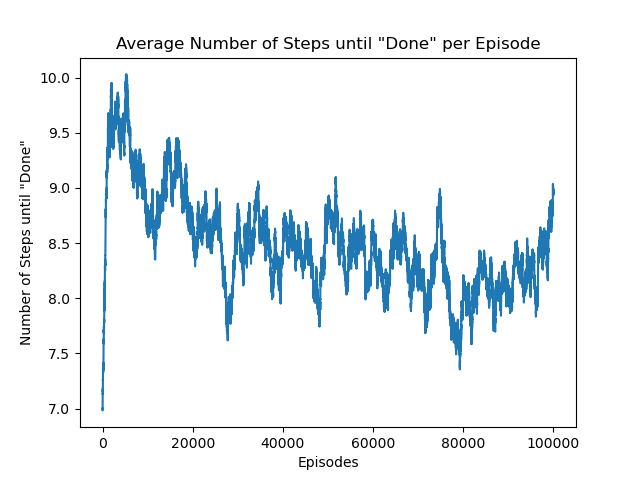 Average Number of Steps until "Done" per Episode
10.0
9.5
9.0
8.5
8.0
7.5
7.0
Number of Steps until "Done"
0 20000 40000 60000 80000 100000
Episodes